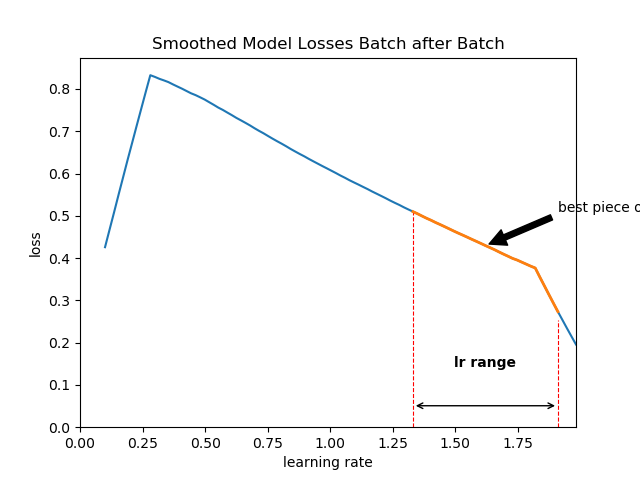 Smoothed Model Losses Batch after Batch
0.8
0.7
0.6
0.5
0.4
0.3
0.2
0.1
0.0
loss
best piece
lr range
0.00 0.25 0.50 0.75 1.00 1.25 1.50 1.75
learning rate